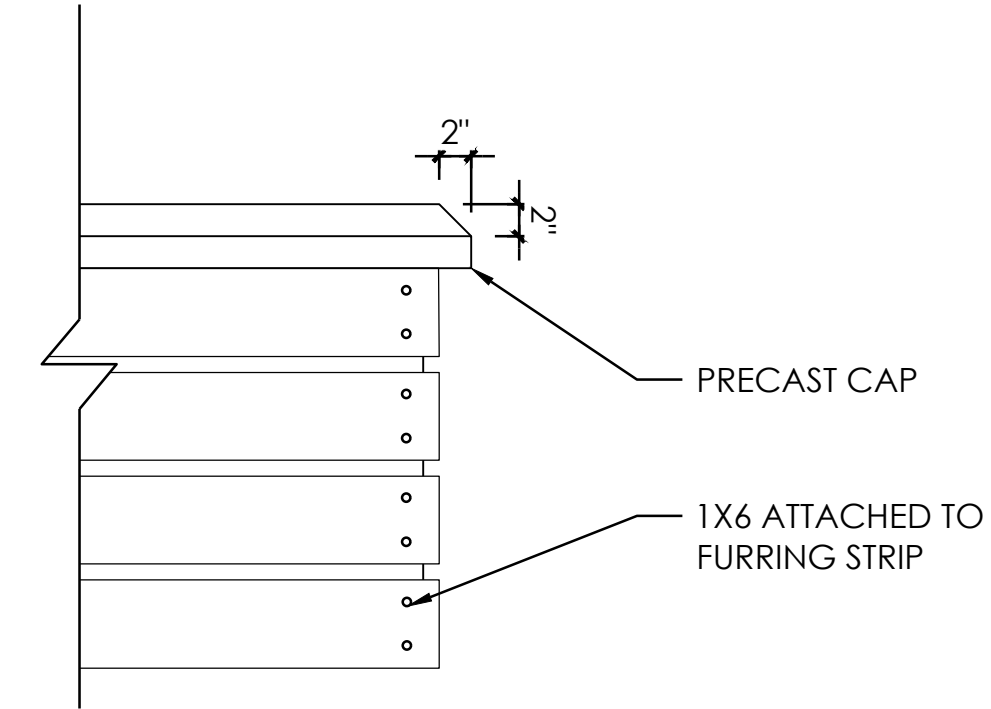 2"
2"
PRECAST CAP
1X6 ATTACHED TO
FURRING STRIP